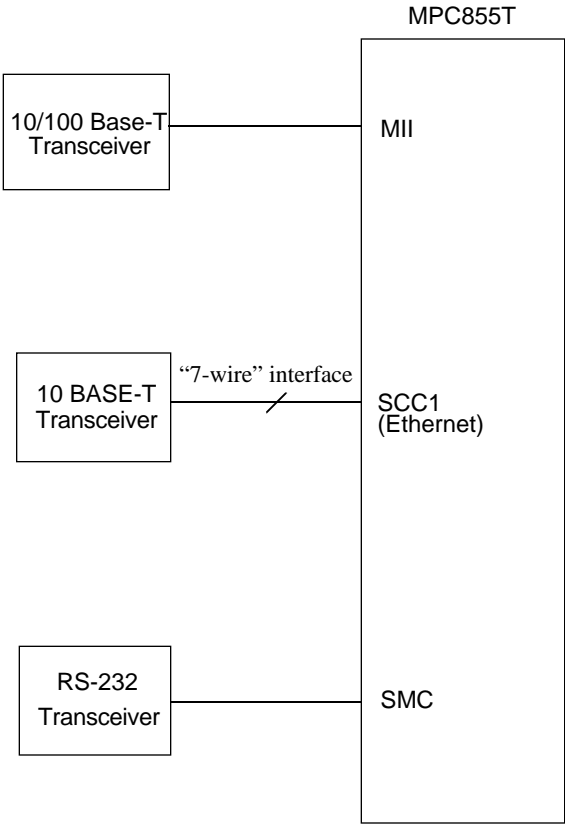 MPC855T
10/100 Base-T
Transceiver
MII
“7-wire” interface
10 BASE-T
Transceiver
SCC1
(Ethernet)
RS-232
Transceiver
SMC